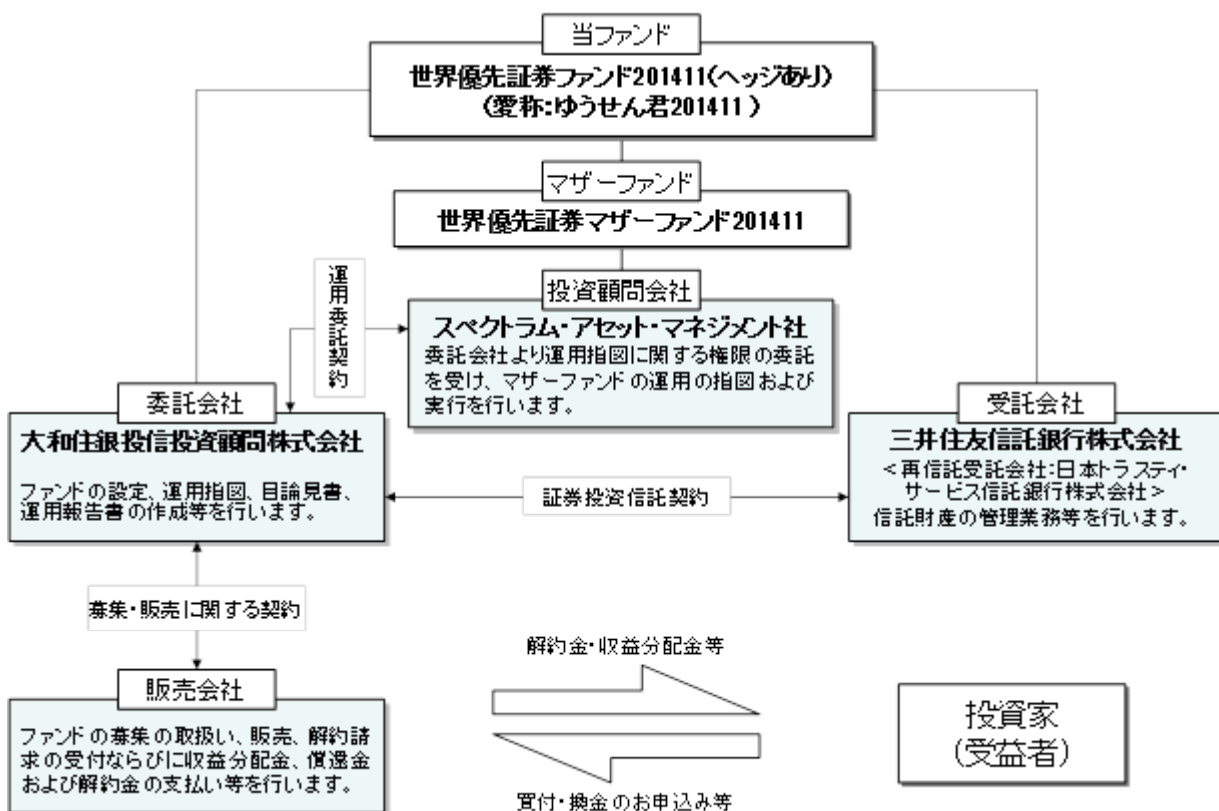 当ファンド
世界優先証券ファンド201411(ヘッジあり)
(愛称:ゆうせん君201411)
マザーファンド
世界優先証券マザーファンド201411
運用委託契約
投資顧問会社
スペクトラム・アセット・マネジメント社
委託会社より運用指図に関する権限の委託
を受け、マザーファンドの運用の指図および
実行を行います。
委託会社
大和住銀投信投資顧問株式会社
ファンドの設定、運用指図、目論見書、
運用報告書の作成等を行います。
証券投資信託契約
受託会社
三井住友信託銀行株式会社
<再信託受託会社:日本トラスティ・
サービス信託銀行株式会社>
信託財産の管理業務等を行います。
募集・販売に関する契約
販売会社
ファンドの募集の取扱い、販売、解約請
求の受付ならびに収益分配金、償還金
および解約金の支払い等を行います。
解約金・収益分配金等
買付・換金のお申込み等
投資家
(受益者)